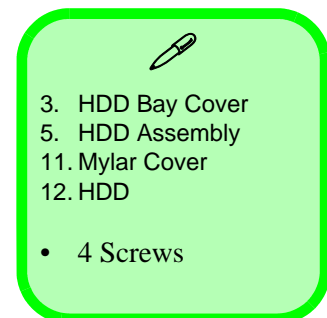 3. HDD Bay Cover
5. HDD Assembly
11. Mylar Cover
12. HDD
• 4 Screws